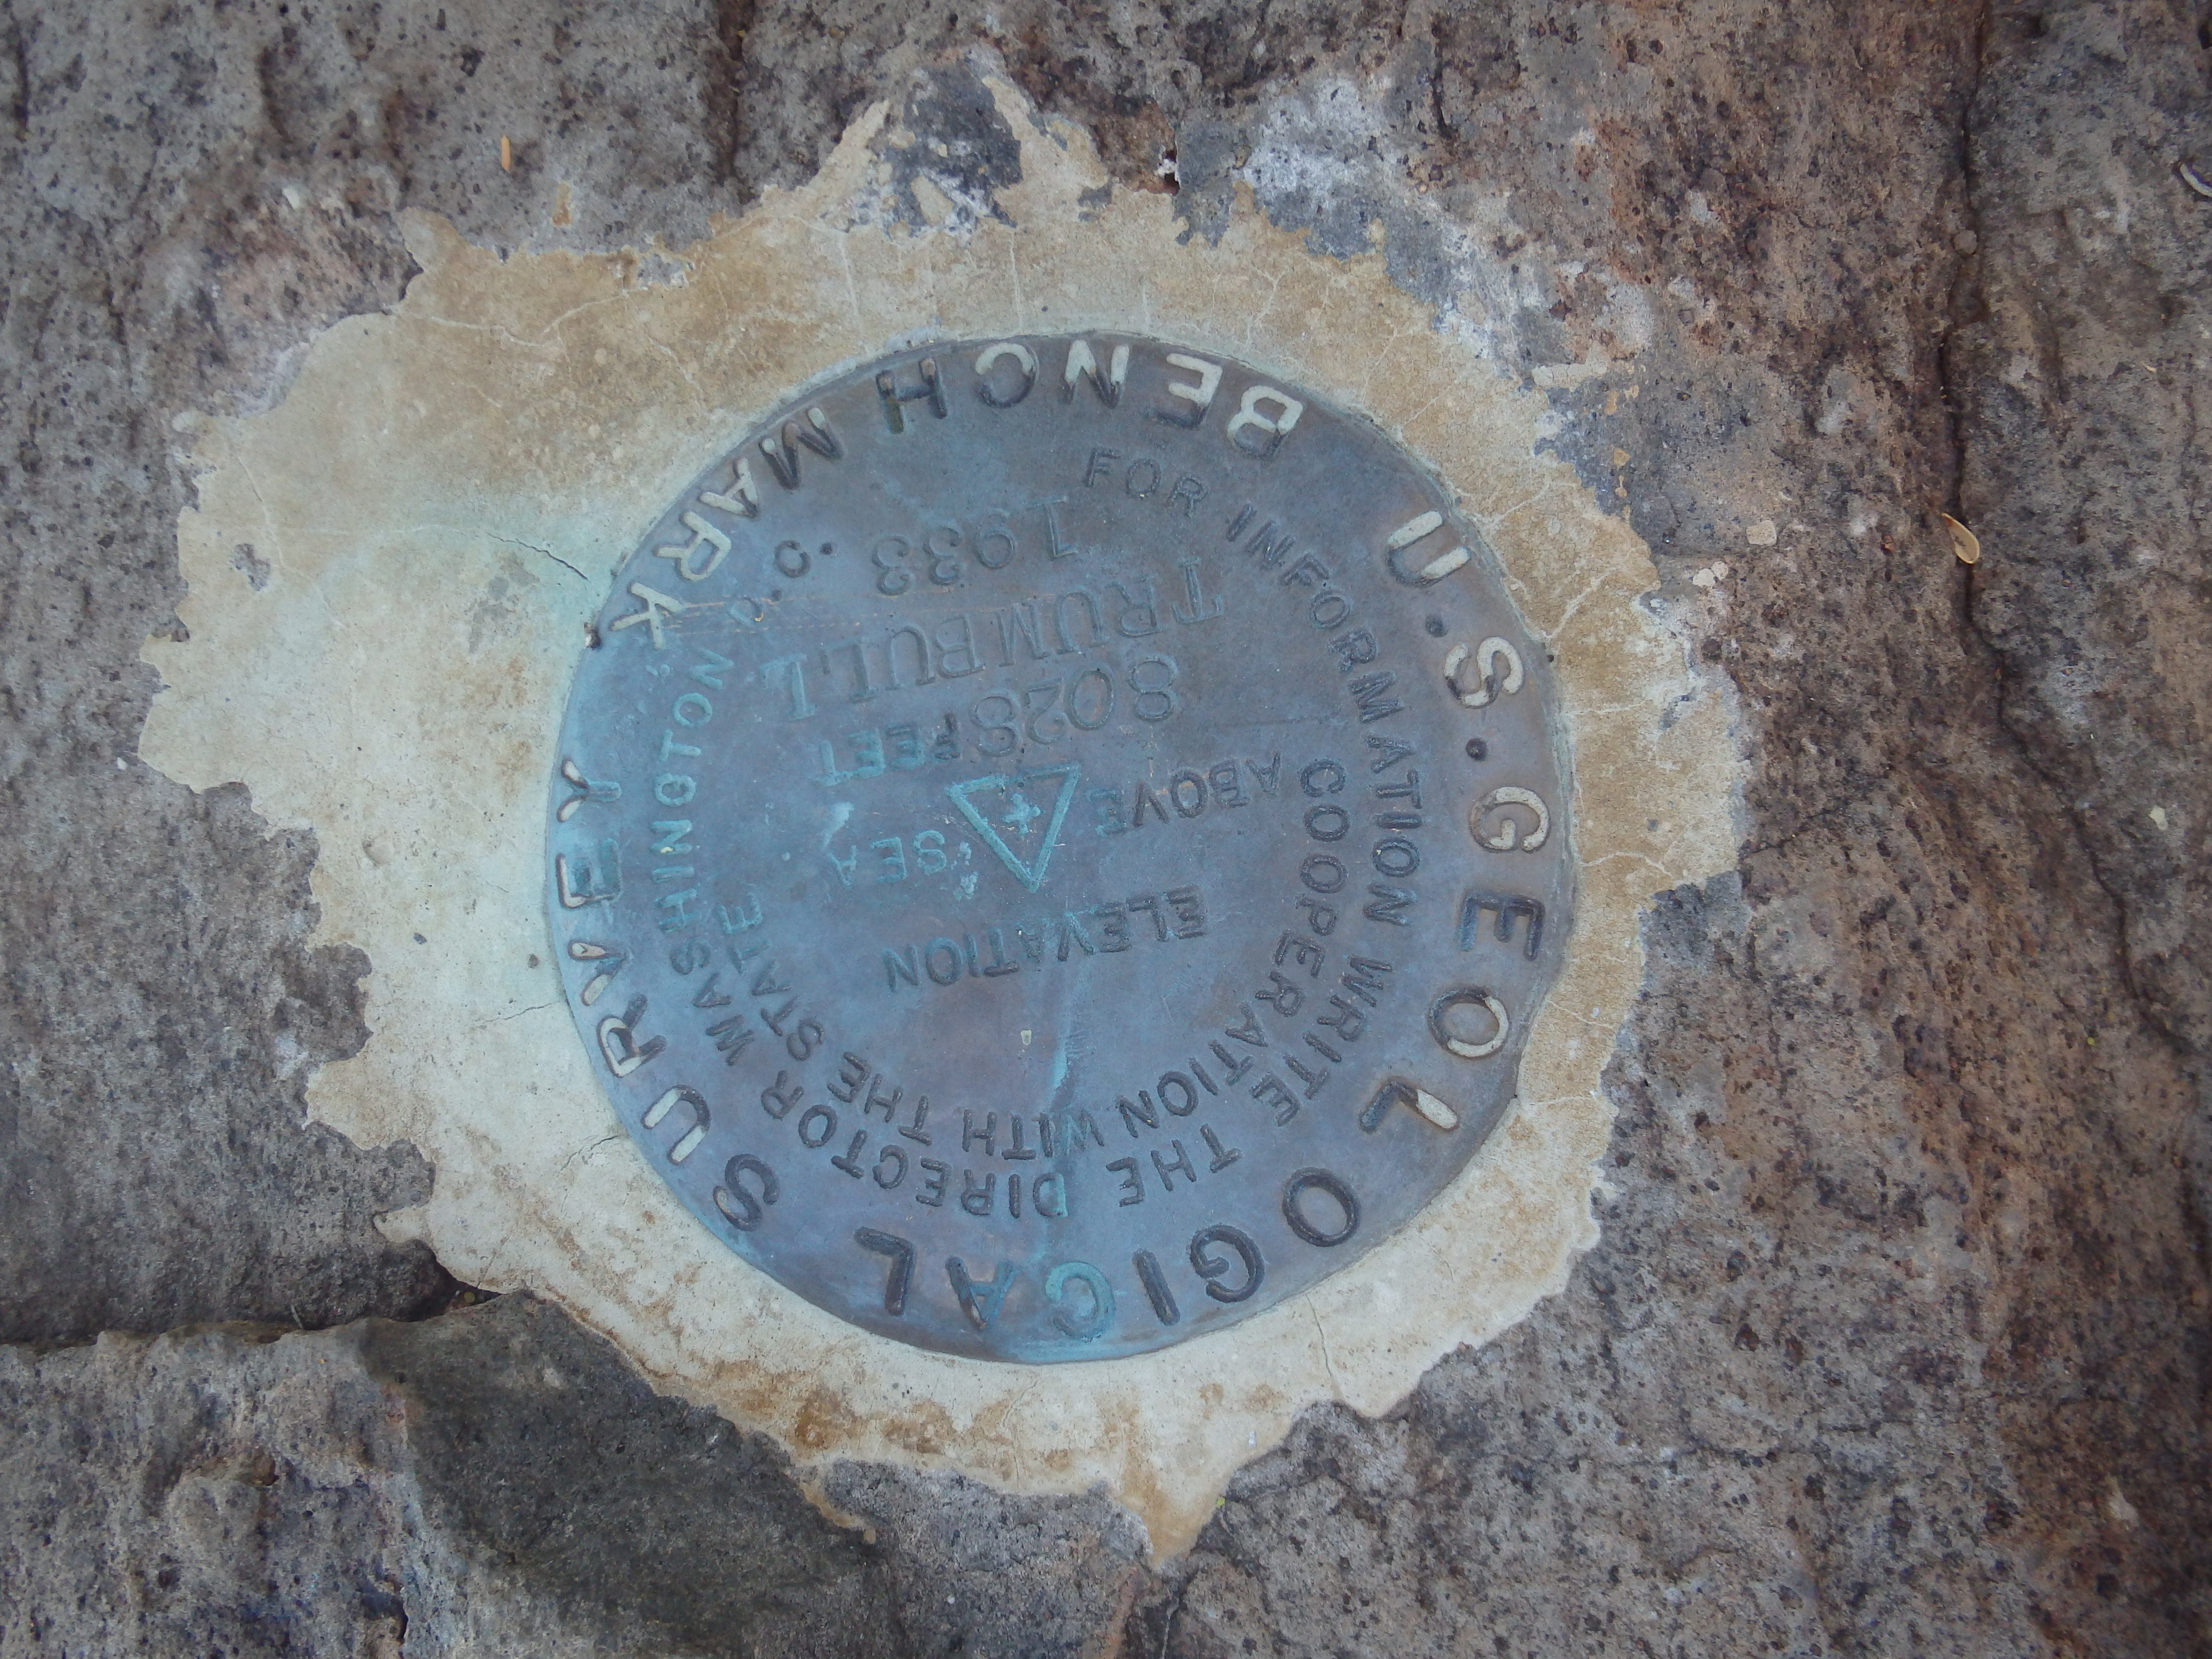 U.S. GEOLOGICAL SURVEY
COOPERATION WITH THE STATE
FOR INFORMATION WRITE THE DIRECTOR WASHINGTON D.C.
ELEVATION
ABOVE SEA
8028 FEET
TRUMBULL
1933
BENCH MARK